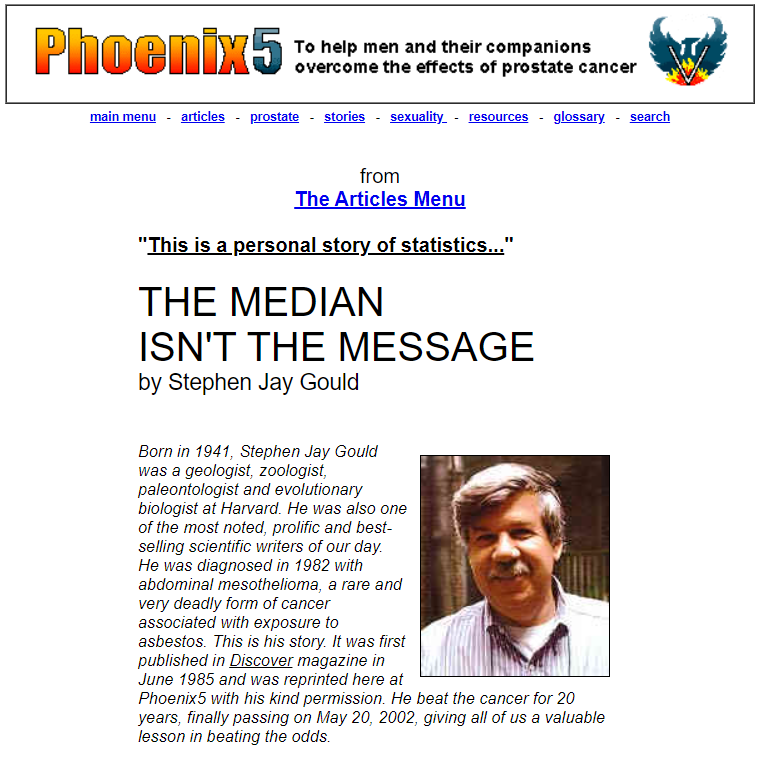 Phoenix5 To help men and their companions
overcome the effects of prostate cancer
main menu - articles - prostate - stories - sexuality - resources - glossary - search
from
The Articles Menu
"This is a personal story of statistics..."
THE MEDIAN
ISN'T THE MESSAGE
by Stephen Jay Gould
Born in 1941, Stephen Jay Gould
was a geologist, zoologist,
paleontologist and evolutionary
biologist at Harvard. He was also one
of the most noted, prolific and best-
selling scientific writers of our day.
He was diagnosed in 1982 with
abdominal mesothelioma, a rare and
very deadly form of cancer
associated with exposure to
asbestos. This is his story. It was first
published in Discover magazine in
June 1985 and was reprinted here at
Phoenix5 with his kind permission. He beat the cancer for 20
years, finally passing on May 20, 2002, giving all of us a valuable
lesson in beating the odds.